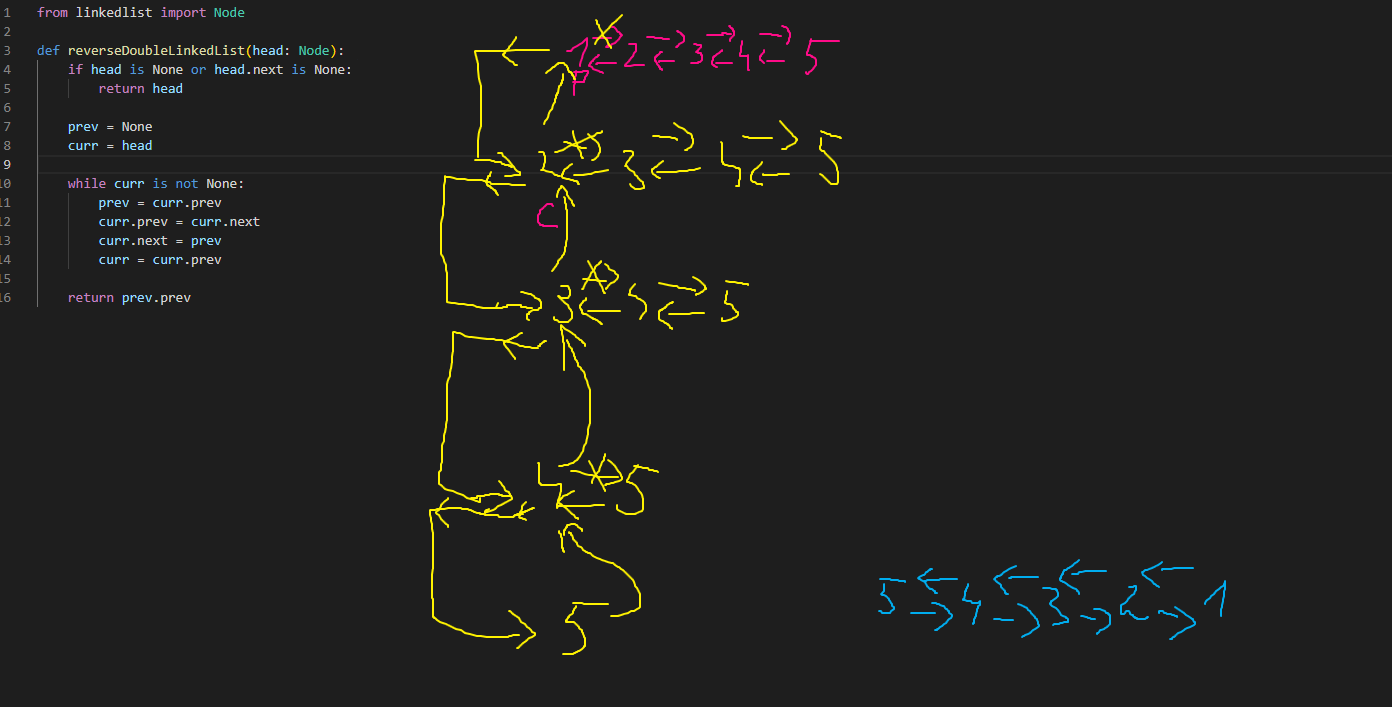 1 from linkedlist import Node
2
3 def reverseDoubleLinkedList(head: Node):
4 if head is None or head.next is None:
5 return head
6
7 prev = None
8 curr = head
9
10 while curr is not None:
11 prev = curr.prev
12 curr.prev = curr.next
13 curr.next = prev
14 curr = curr.prev
15
16 return prev.prev
1 2 3 4 5
P
2 3 4 5
C
3 4 5
4 5
5
5 4 3 2 1